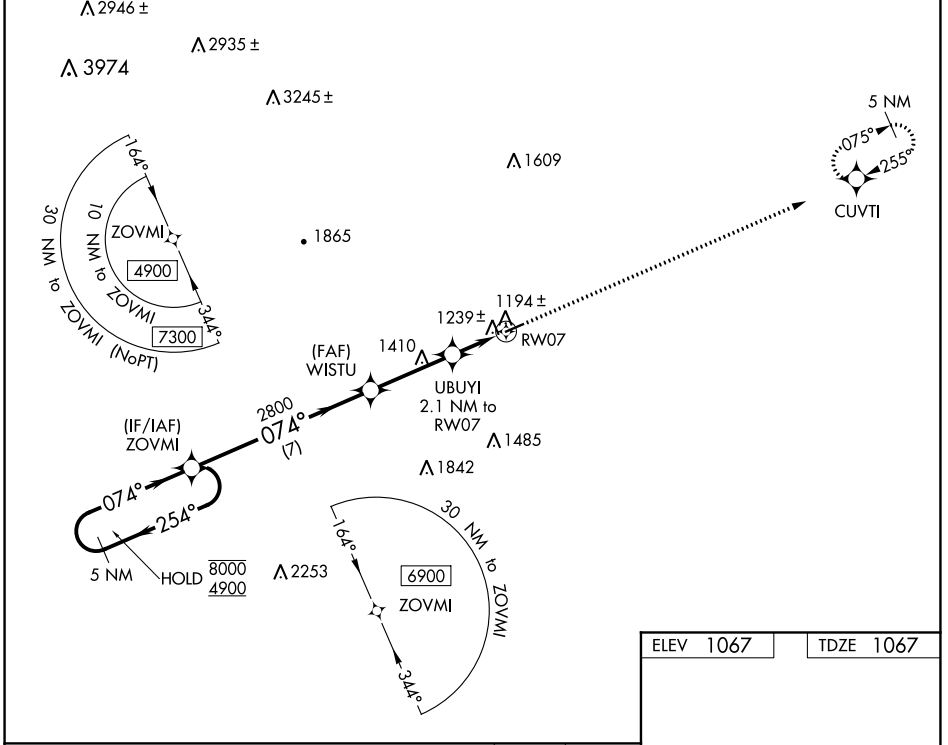 2946 ±
2935 ±
3974
3245 ±
5 NM
075°
255°
CUVTI
1609
164°
ZOVMI
4900
10 NM to ZOVMI
30 NM to ZOVMI (NoPT)
7300
344°
1865
1194 ±
1239 ±
RW07
1410
(FAF)
WISTU
UBUYI
2.1 NM to
RW07
2800
074°
(7)
(IF/IAF)
ZOVMI
1485
1842
074°
254°
5 NM
HOLD
8000
4900
2253
164°
30 NM to ZOVMI
6900
ZOVMI
344°
ELEV 1067
TDZE 1067